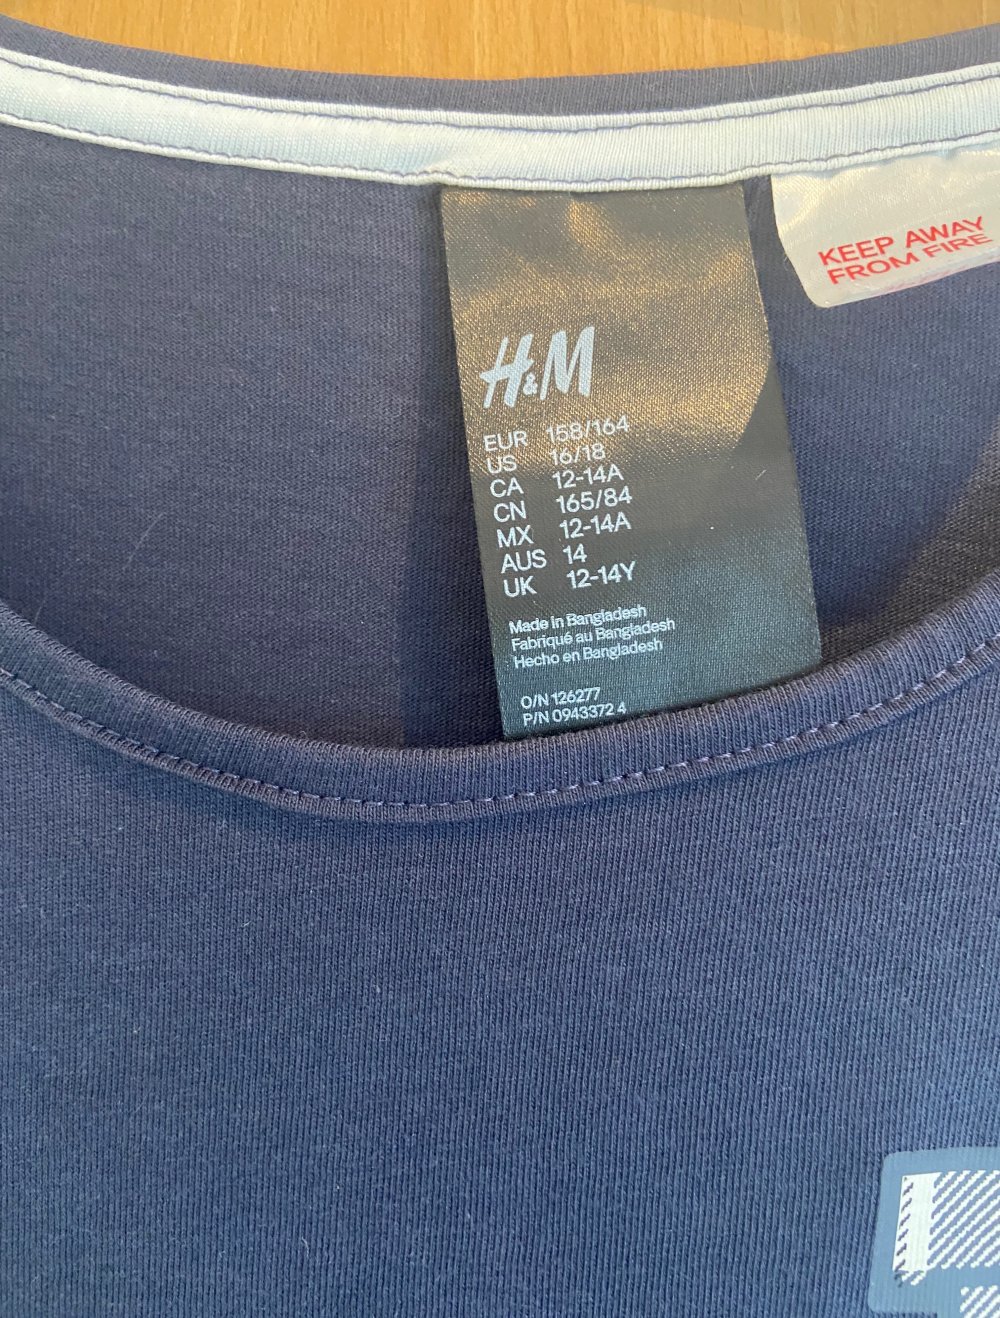 KEEP AWAY
FROM FIRE
H&M
EUR 158/164
US 16/18
CA 12-14A
CN 165/84
MX 12-14A
AUS 14
UK 12-14Y
Made in Bangladesh
Fabriqué au Bangladesh
Hecho en Bangladesh
O/N 126277
P/N 0943372 4